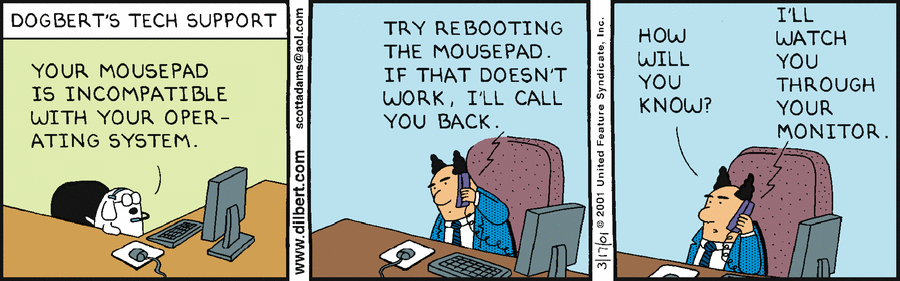 DOGBERT'S TECH SUPPORT
YOUR MOUSEPAD
IS INCOMPATIBLE
WITH YOUR OPER-
ATING SYSTEM.
www.dilbert.com
scottadams@aol.com
TRY REBOOTING
THE MOUSEPAD.
IF THAT DOESN'T
WORK, I'LL CALL
YOU BACK.
3/17/01 © 2001 United Feature Syndicate, Inc.
HOW
WILL
YOU
KNOW?
I'LL
WATCH
YOU
THROUGH
YOUR
MONITOR.